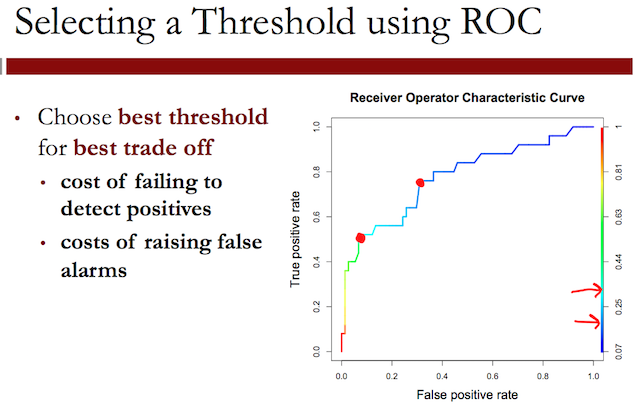 Selecting a Threshold using ROC
• Choose best threshold
for best trade off
• cost of failing to
detect positives
• costs of raising false
alarms
Receiver Operator Characteristic Curve
True positive rate
0.0 0.2 0.4 0.6 0.8 1.0
0.0 0.2 0.4 0.6 0.8 1.0
False positive rate
0.07 0.25 0.44 0.63 0.81 1